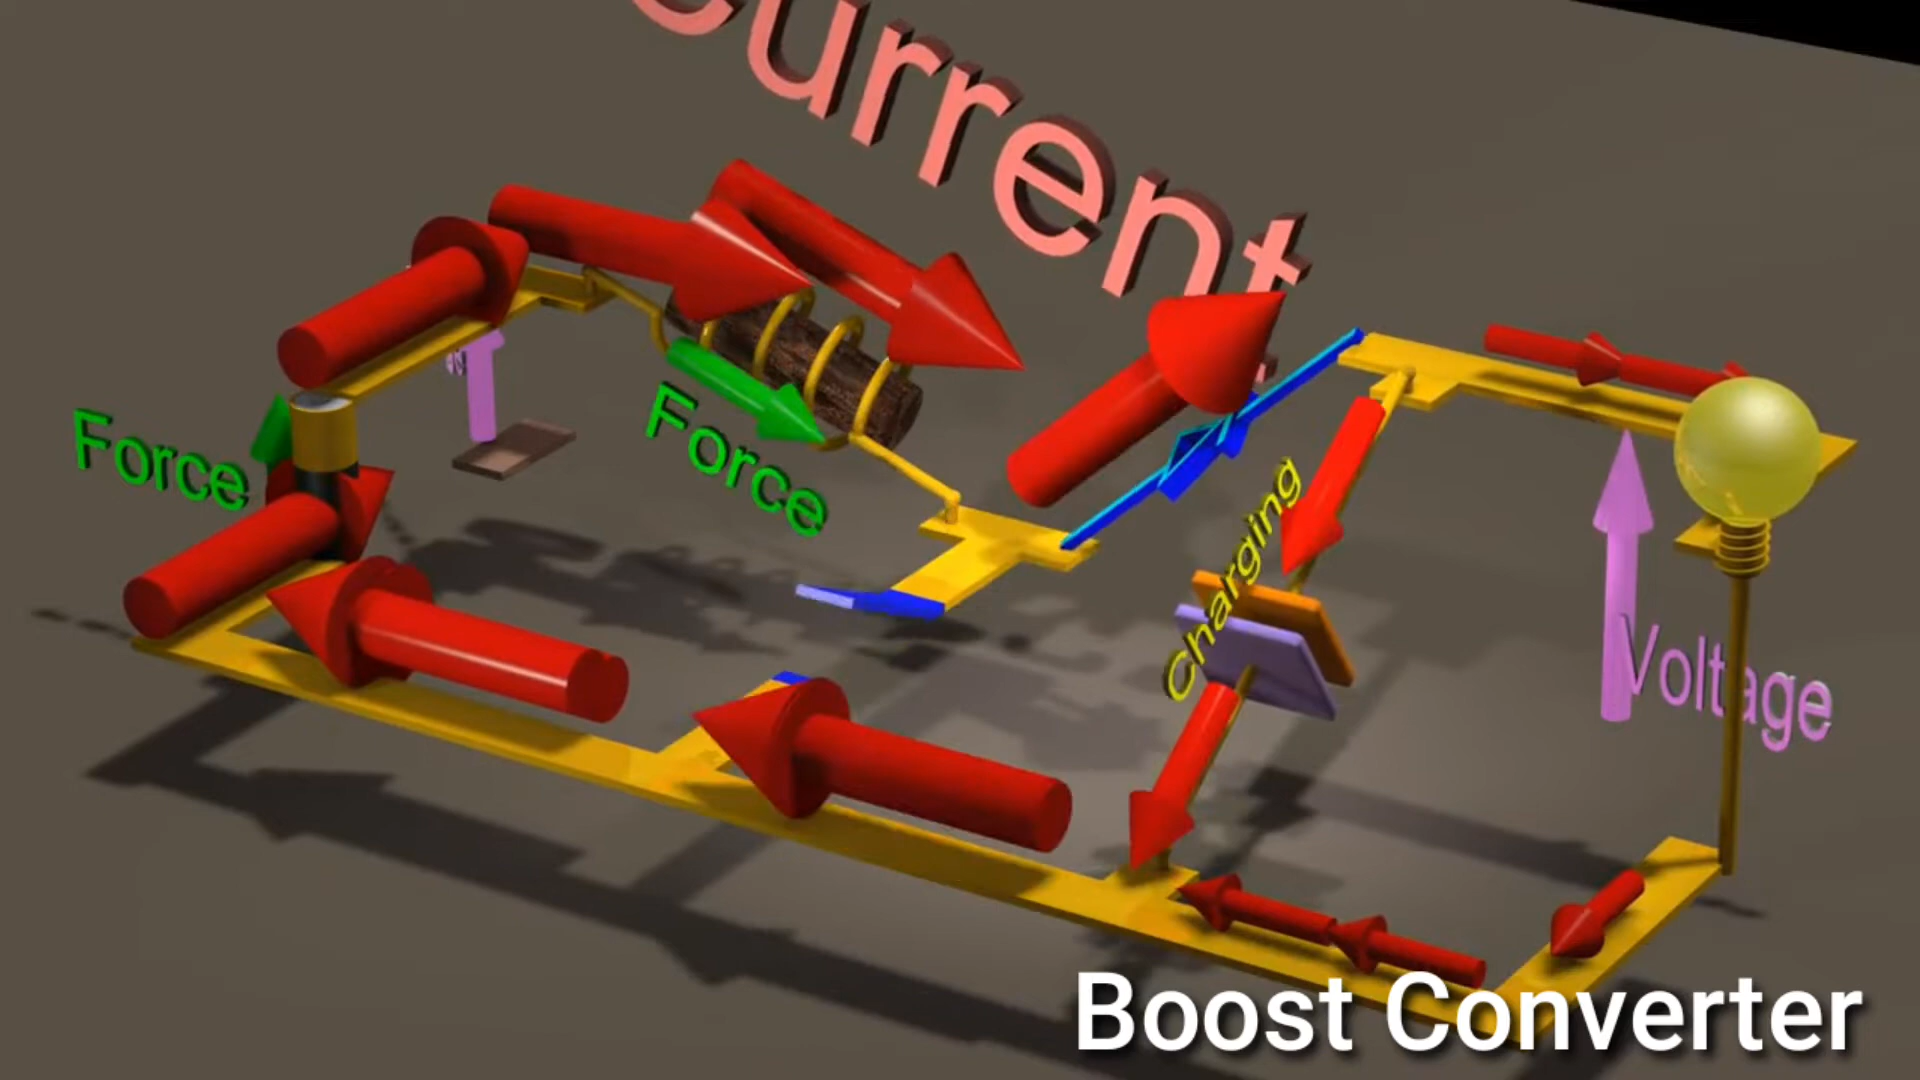 Current
Force
Force
Charging
Voltage
Boost Converter